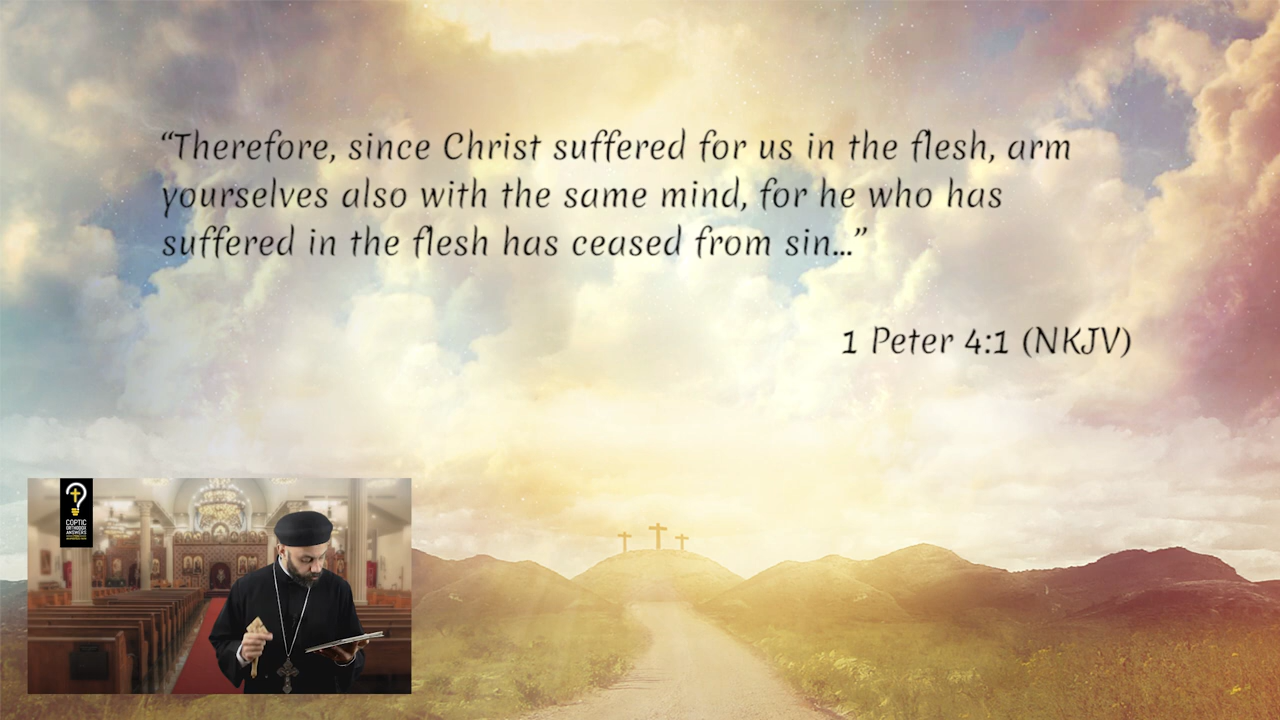 “Therefore, since Christ suffered for us in the flesh, arm
yourselves also with the same mind, for he who has
suffered in the flesh has ceased from sin...”
1 Peter 4:1 (NKJV)
COPTIC
ORTHODOX
ANSWERS